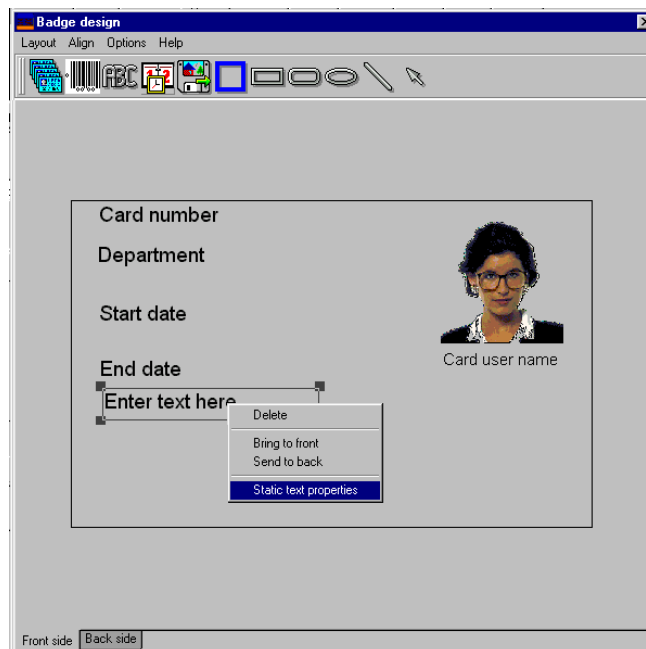 Badge design
Layout Align Options Help
ABC
Card number
Department
Start date
End date
Enter text here
Card user name
Delete
Bring to front
Send to back
Static text properties
Front side Back side